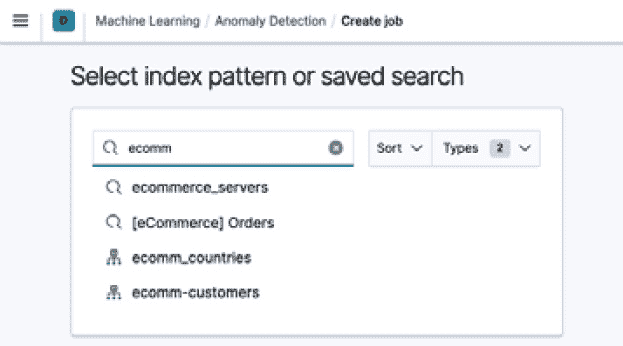 D Machine Learning / Anomaly Detection / Create job
Select index pattern or saved search
ecomm Sort Types 2
ecommerce_servers
[eCommerce] Orders
ecomm_countries
ecomm-customers